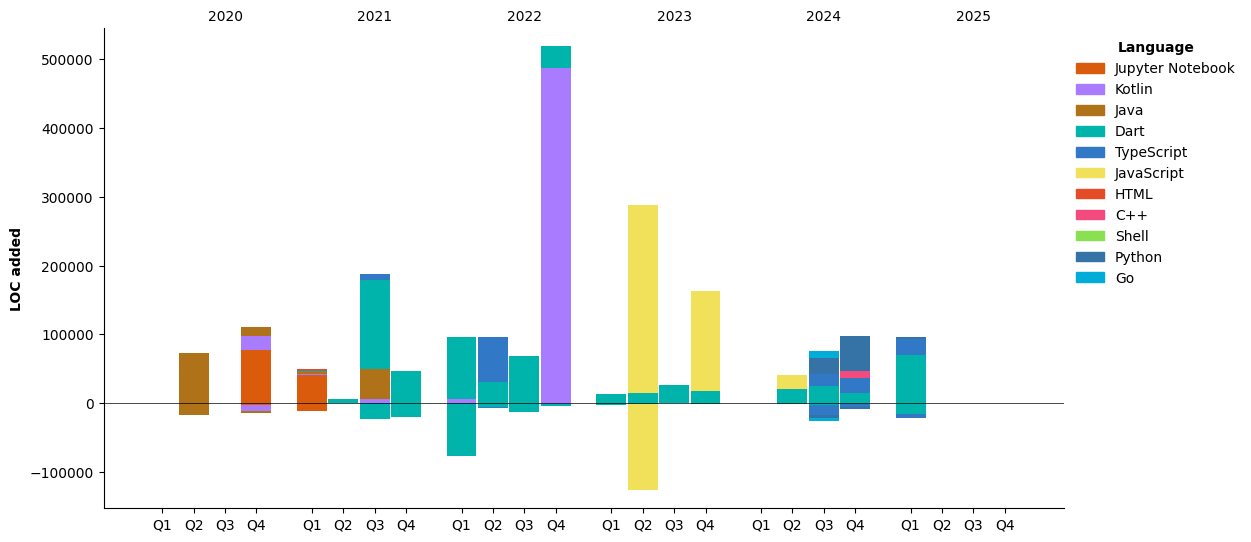 2020 2021 2022 2023 2024 2025
LOC added
500000
400000
300000
200000
100000
0
−100000
Q1 Q2 Q3 Q4 Q1 Q2 Q3 Q4 Q1 Q2 Q3 Q4 Q1 Q2 Q3 Q4 Q1 Q2 Q3 Q4 Q1 Q2 Q3 Q4
Language
Jupyter Notebook
Kotlin
Java
Dart
TypeScript
JavaScript
HTML
C++
Shell
Python
Go